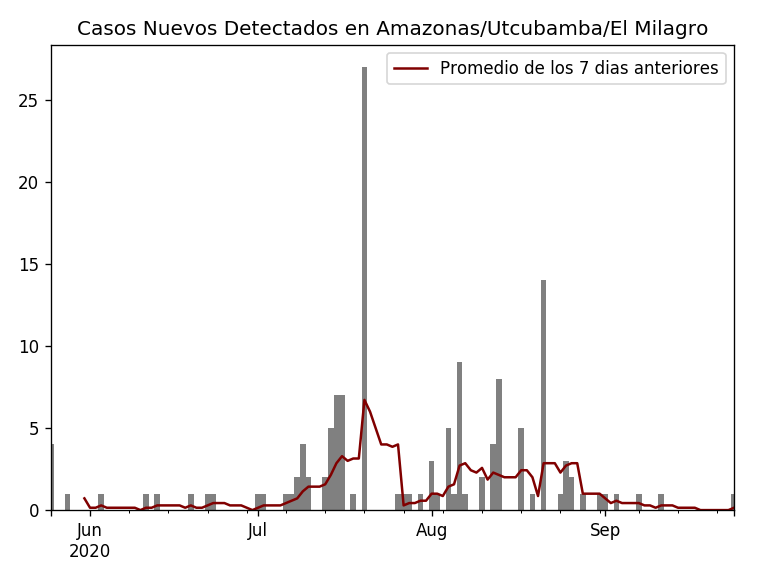 Casos Nuevos Detectados en Amazonas/Utcubamba/El Milagro
Promedio de los 7 dias anteriores
25
20
15
10
5
0
Jun
2020
Jul
Aug
Sep